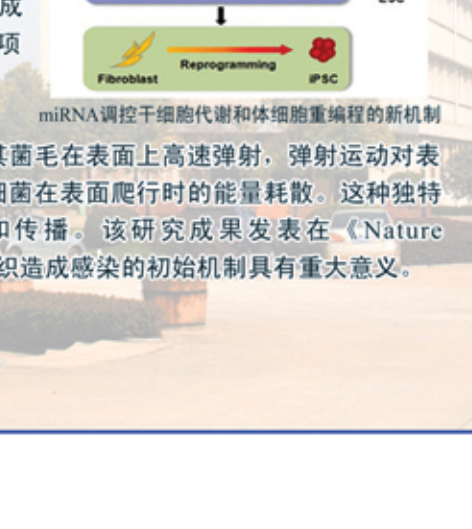 成
项
Fibroblast
Reprogramming
iPSC
miRNA调控干细胞代谢和体细胞重编程的新机制
其菌毛在表面上高速弹射，弹射运动对表
细菌在表面爬行时的能量耗散。这种独特
和传播。该研究成果发表在《Nature
织造成感染的初始机制具有重大意义。